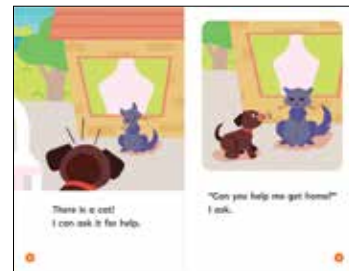 There is a cat!
I can ask it for help.
"Can you help me get home?"
I ask.